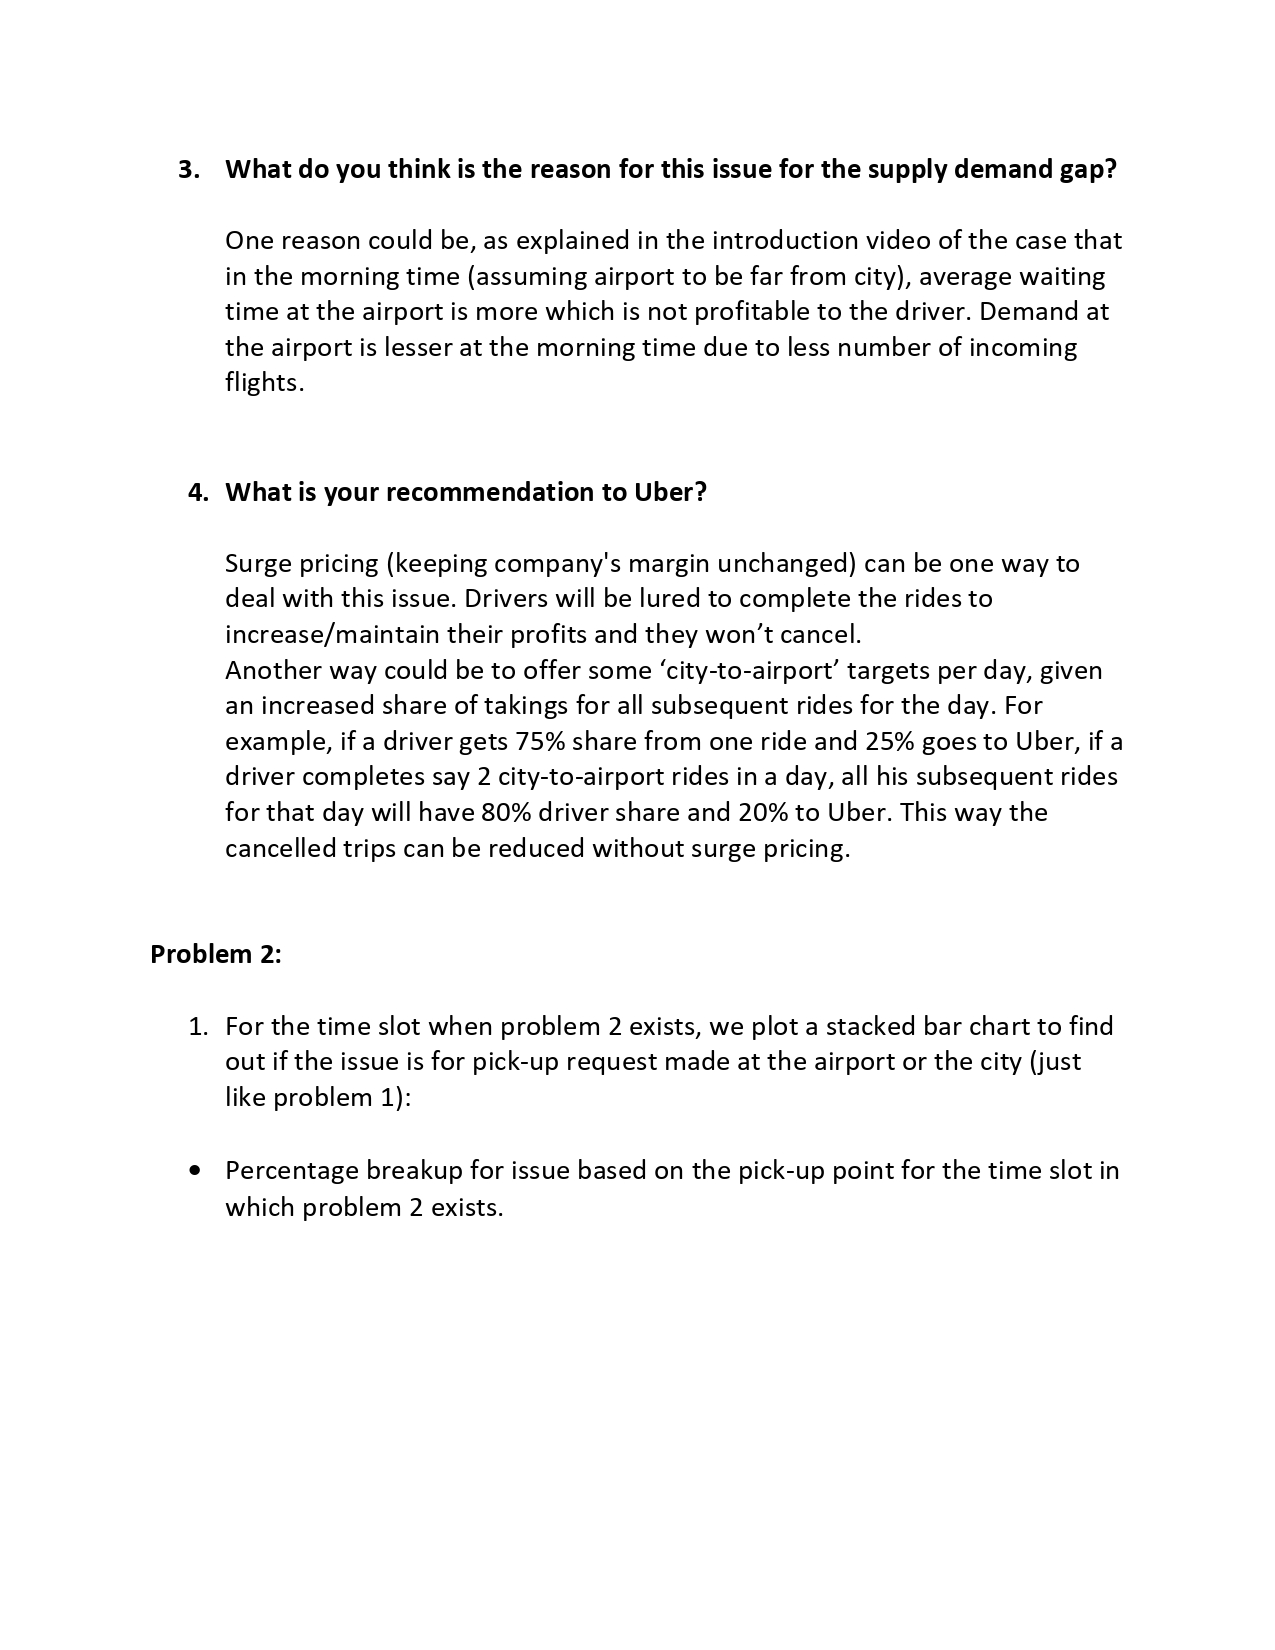 3. What do you think is the reason for this issue for the supply demand gap?
One reason could be, as explained in the introduction video of the case that
in the morning time (assuming airport to be far from city), average waiting
time at the airport is more which is not profitable to the driver. Demand at
the airport is lesser at the morning time due to less number of incoming
flights.
4. What is your recommendation to Uber?
Surge pricing (keeping company's margin unchanged) can be one way to
deal with this issue. Drivers will be lured to complete the rides to
increase/maintain their profits and they won’t cancel.
Another way could be to offer some ‘city-to-airport’ targets per day, given
an increased share of takings for all subsequent rides for the day. For
example, if a driver gets 75% share from one ride and 25% goes to Uber, if a
driver completes say 2 city-to-airport rides in a day, all his subsequent rides
for that day will have 80% driver share and 20% to Uber. This way the
cancelled trips can be reduced without surge pricing.
Problem 2:
1. For the time slot when problem 2 exists, we plot a stacked bar chart to find
out if the issue is for pick-up request made at the airport or the city (just
like problem 1):
• Percentage breakup for issue based on the pick-up point for the time slot in
which problem 2 exists.